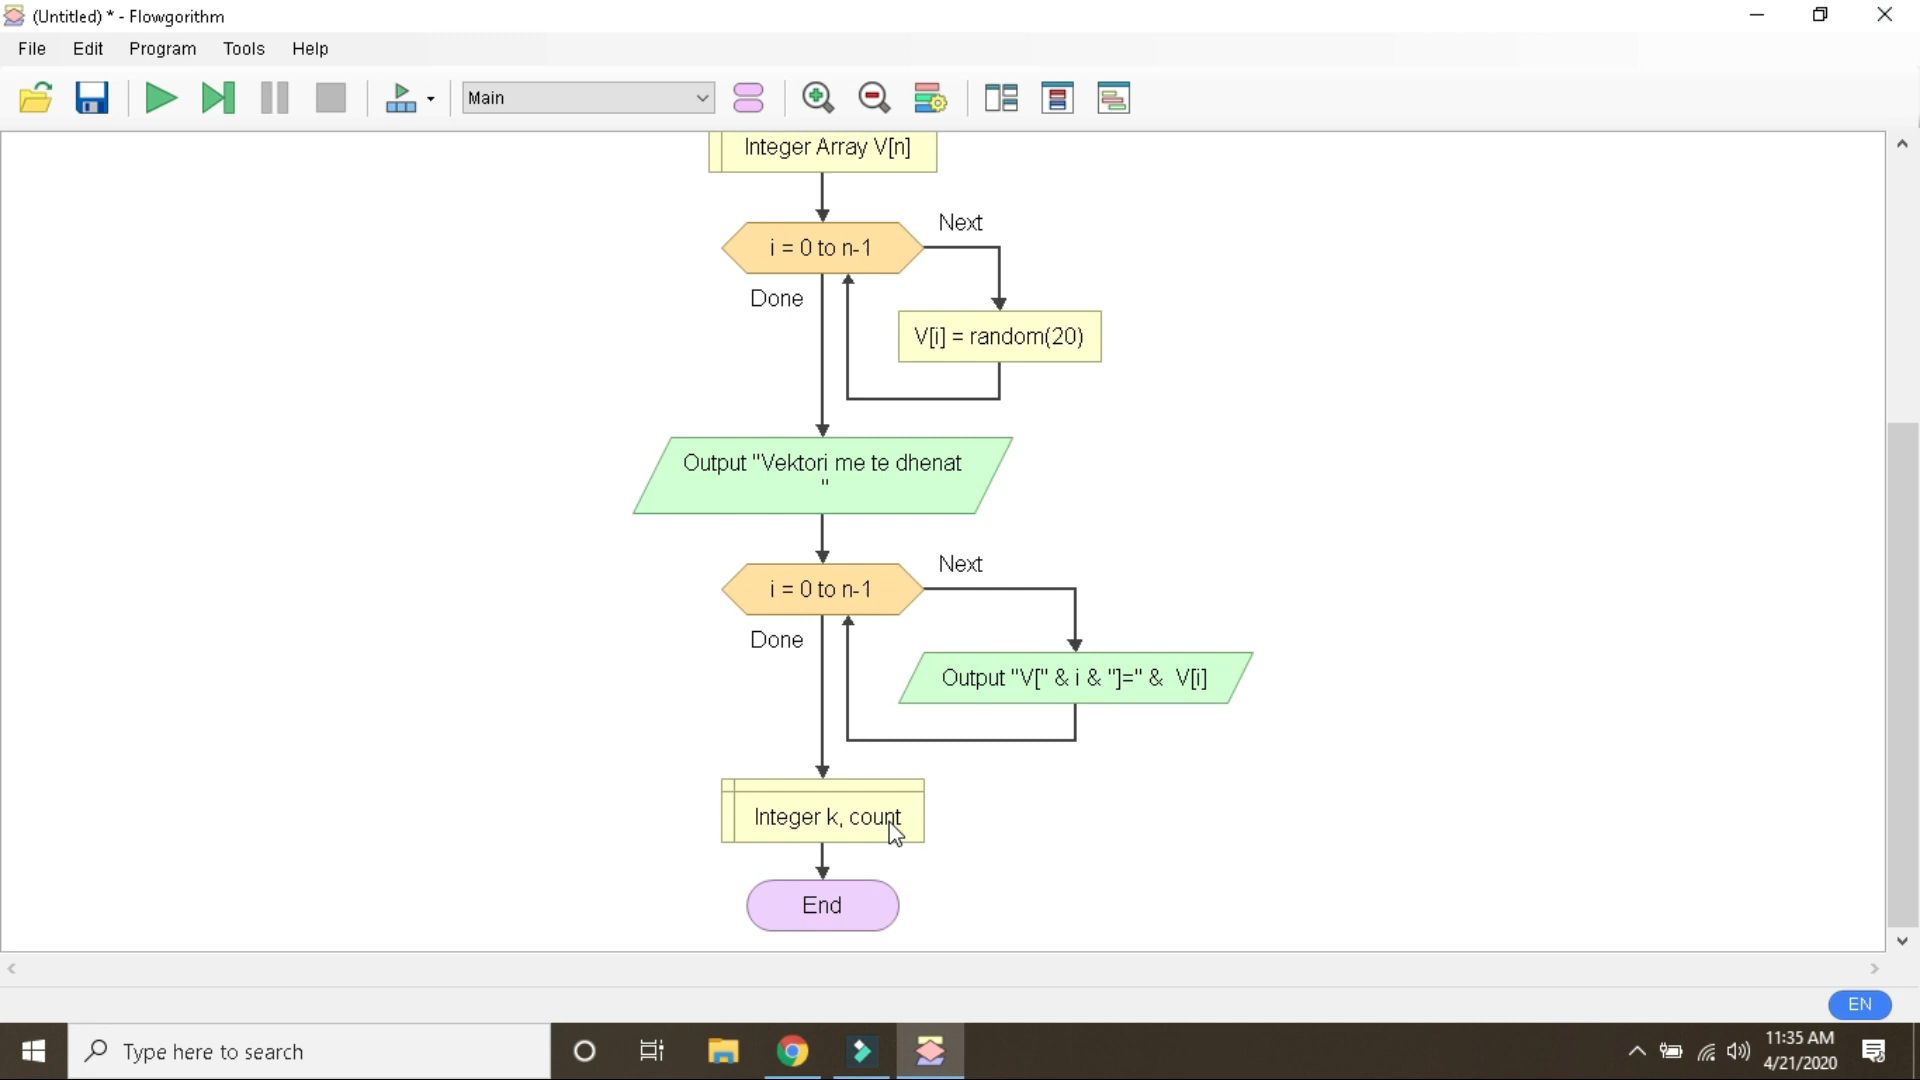 (Untitled) * - Flowgorithm
File Edit Program Tools Help
Main
Integer Array V[n]
Next
i = 0 to n-1
Done
V[i] = random(20)
Output "Vektori me te dhenat
"
Next
i = 0 to n-1
Done
Output "V[" & i & "]=" &  V[i]
Integer k, count
End
EN
Type here to search
11:35 AM
4/21/2020